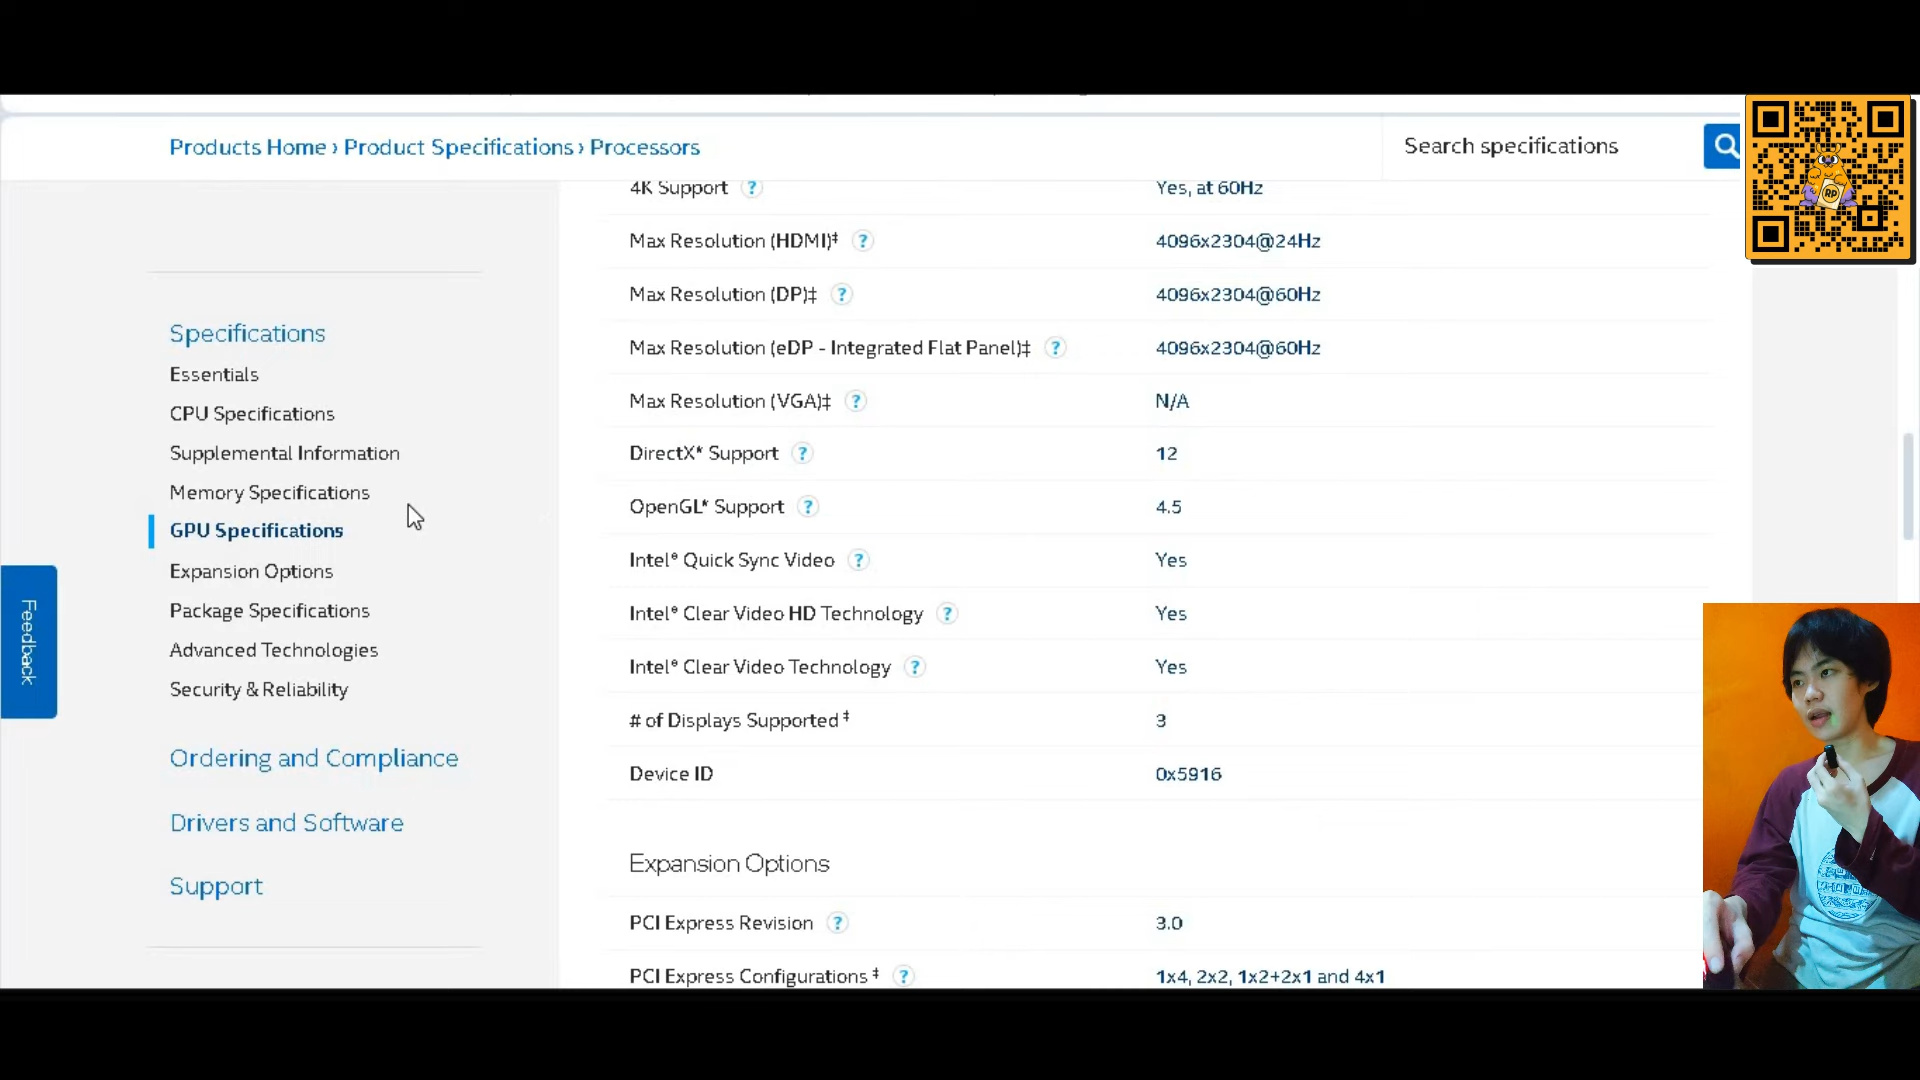 Products Home › Product Specifications › Processors
Search specifications
4K Support ? Yes, at 60Hz
Max Resolution (HDMI)‡ ? 4096x2304@24Hz
Max Resolution (DP)‡ ? 4096x2304@60Hz
Max Resolution (eDP - Integrated Flat Panel)‡ ? 4096x2304@60Hz
Max Resolution (VGA)‡ ? N/A
DirectX* Support ? 12
OpenGL* Support ? 4.5
Intel® Quick Sync Video ? Yes
Intel® Clear Video HD Technology ? Yes
Intel® Clear Video Technology ? Yes
# of Displays Supported ‡ 3
Device ID 0x5916
Expansion Options
PCI Express Revision ? 3.0
PCI Express Configurations ‡ ? 1x4, 2x2, 1x2+2x1 and 4x1
Specifications
Essentials
CPU Specifications
Supplemental Information
Memory Specifications
GPU Specifications
Expansion Options
Package Specifications
Advanced Technologies
Security & Reliability
Ordering and Compliance
Drivers and Software
Support
Feedback
RP